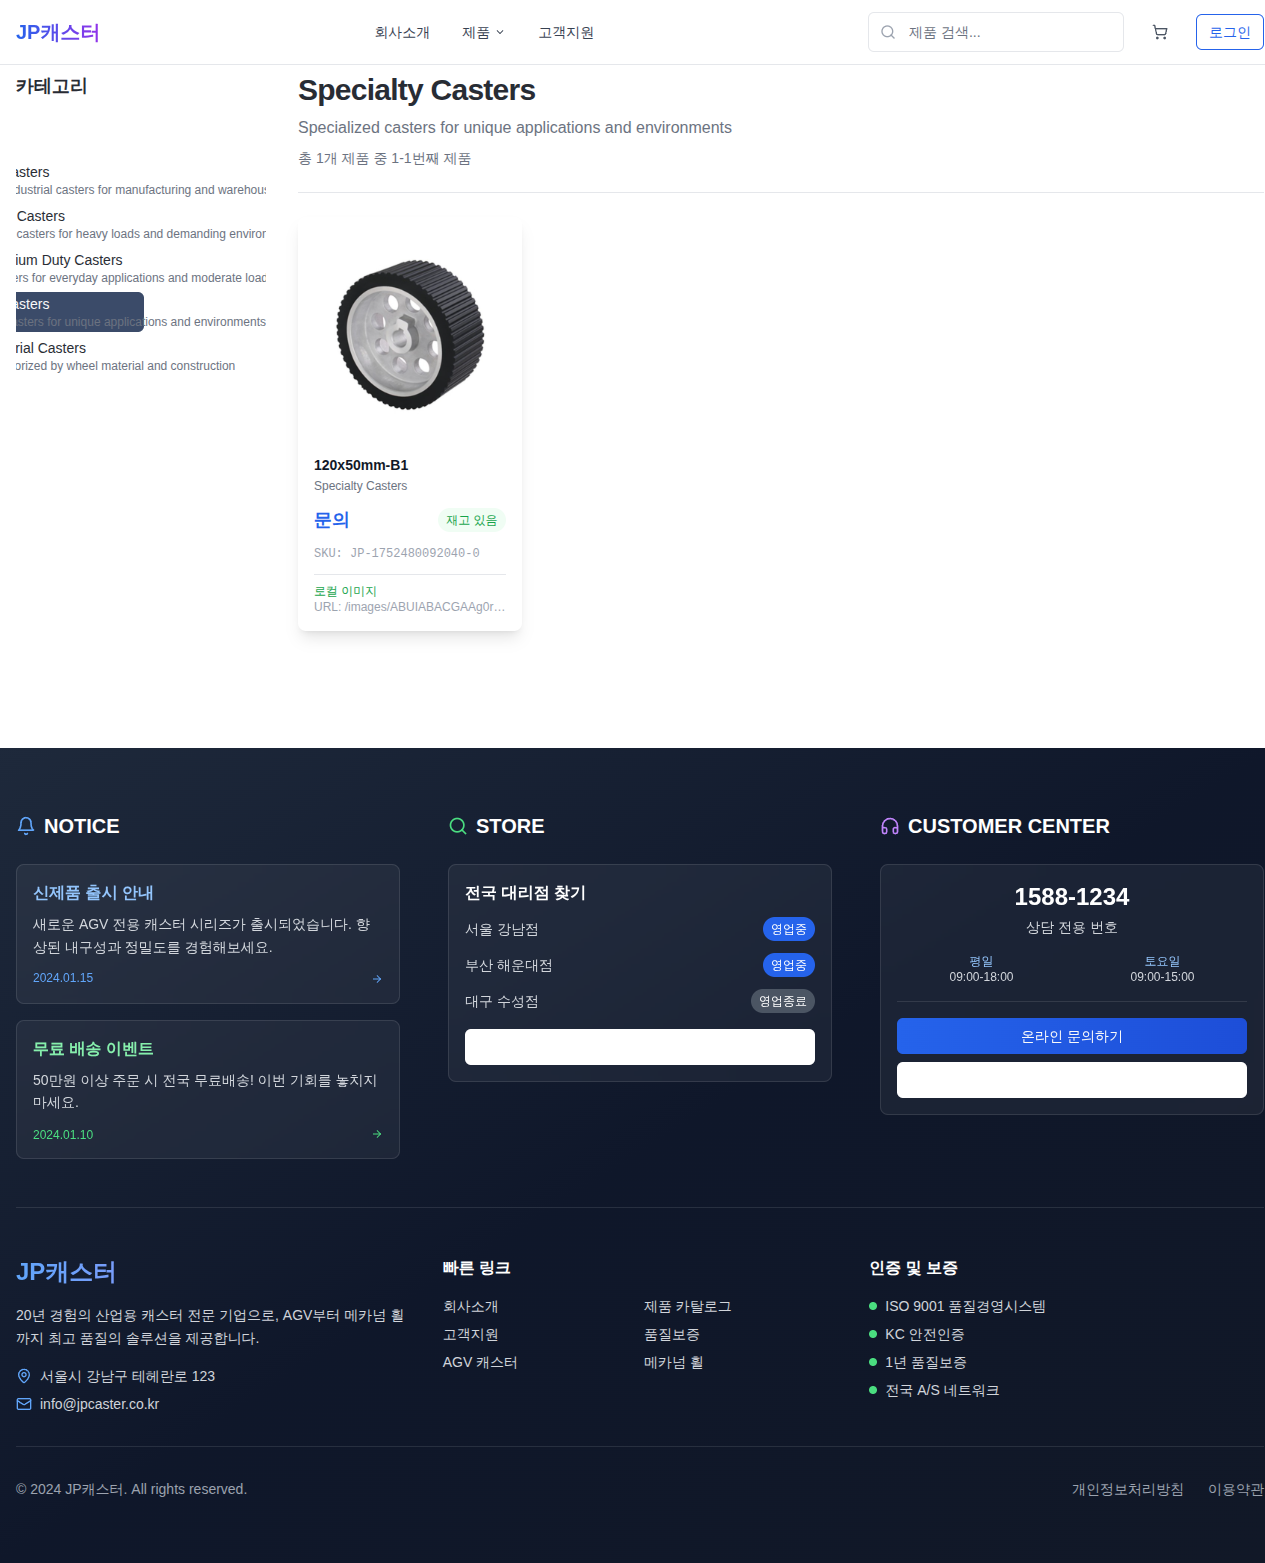 JP캐스터
회사소개
제품
고객지원
제품 검색...
로그인
카테고리
asters
dustrial casters for manufacturing and warehous
Casters
casters for heavy loads and demanding environ
ium Duty Casters
ers for everyday applications and moderate load
asters
asters for unique applications and environments
rial Casters
orized by wheel material and construction
Specialty Casters
Specialized casters for unique applications and environments
총 1개 제품 중 1-1번째 제품
120x50mm-B1
Specialty Casters
문의
재고 있음
SKU: JP-1752480092040-0
로컬 이미지
URL: /images/ABUIABACGAAg0r...
NOTICE
신제품 출시 안내
새로운 AGV 전용 캐스터 시리즈가 출시되었습니다. 향
상된 내구성과 정밀도를 경험해보세요.
2024.01.15
무료 배송 이벤트
50만원 이상 주문 시 전국 무료배송! 이번 기회를 놓치지
마세요.
2024.01.10
STORE
전국 대리점 찾기
서울 강남점
영업중
부산 해운대점
영업중
대구 수성점
영업종료
CUSTOMER CENTER
1588-1234
상담 전용 번호
평일
09:00-18:00
토요일
09:00-15:00
온라인 문의하기
JP캐스터
20년 경험의 산업용 캐스터 전문 기업으로, AGV부터 메카넘 휠
까지 최고 품질의 솔루션을 제공합니다.
서울시 강남구 테헤란로 123
info@jpcaster.co.kr
빠른 링크
회사소개
제품 카탈로그
고객지원
품질보증
AGV 캐스터
메카넘 휠
인증 및 보증
ISO 9001 품질경영시스템
KC 안전인증
1년 품질보증
전국 A/S 네트워크
© 2024 JP캐스터. All rights reserved.
개인정보처리방침
이용약관